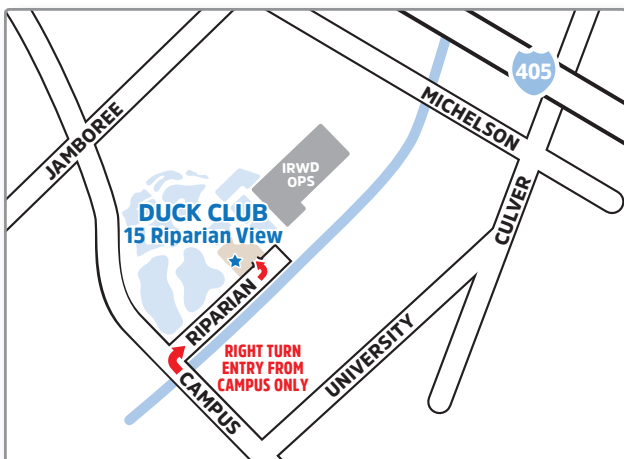 405
MICHELSON
JAMBOREE
IRWD
OPS
CULVER
DUCK CLUB
15 Riparian View
RIPARIAN
RIGHT TURN
ENTRY FROM
CAMPUS ONLY
UNIVERSITY
CAMPUS